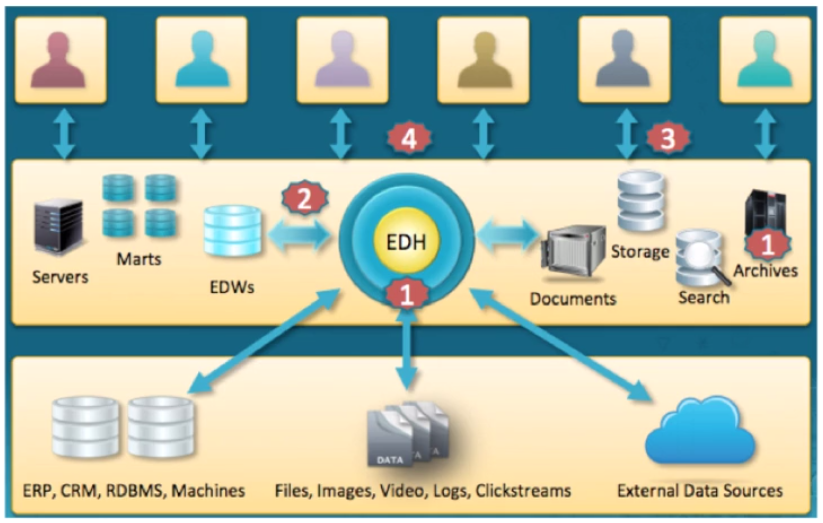 4
3
2
EDH
1
1
Servers
Marts
EDWs
Documents
Storage
Search
Archives
DATA
A
A
ERP, CRM, RDBMS, Machines
Files, Images, Video, Logs, Clickstreams
External Data Sources